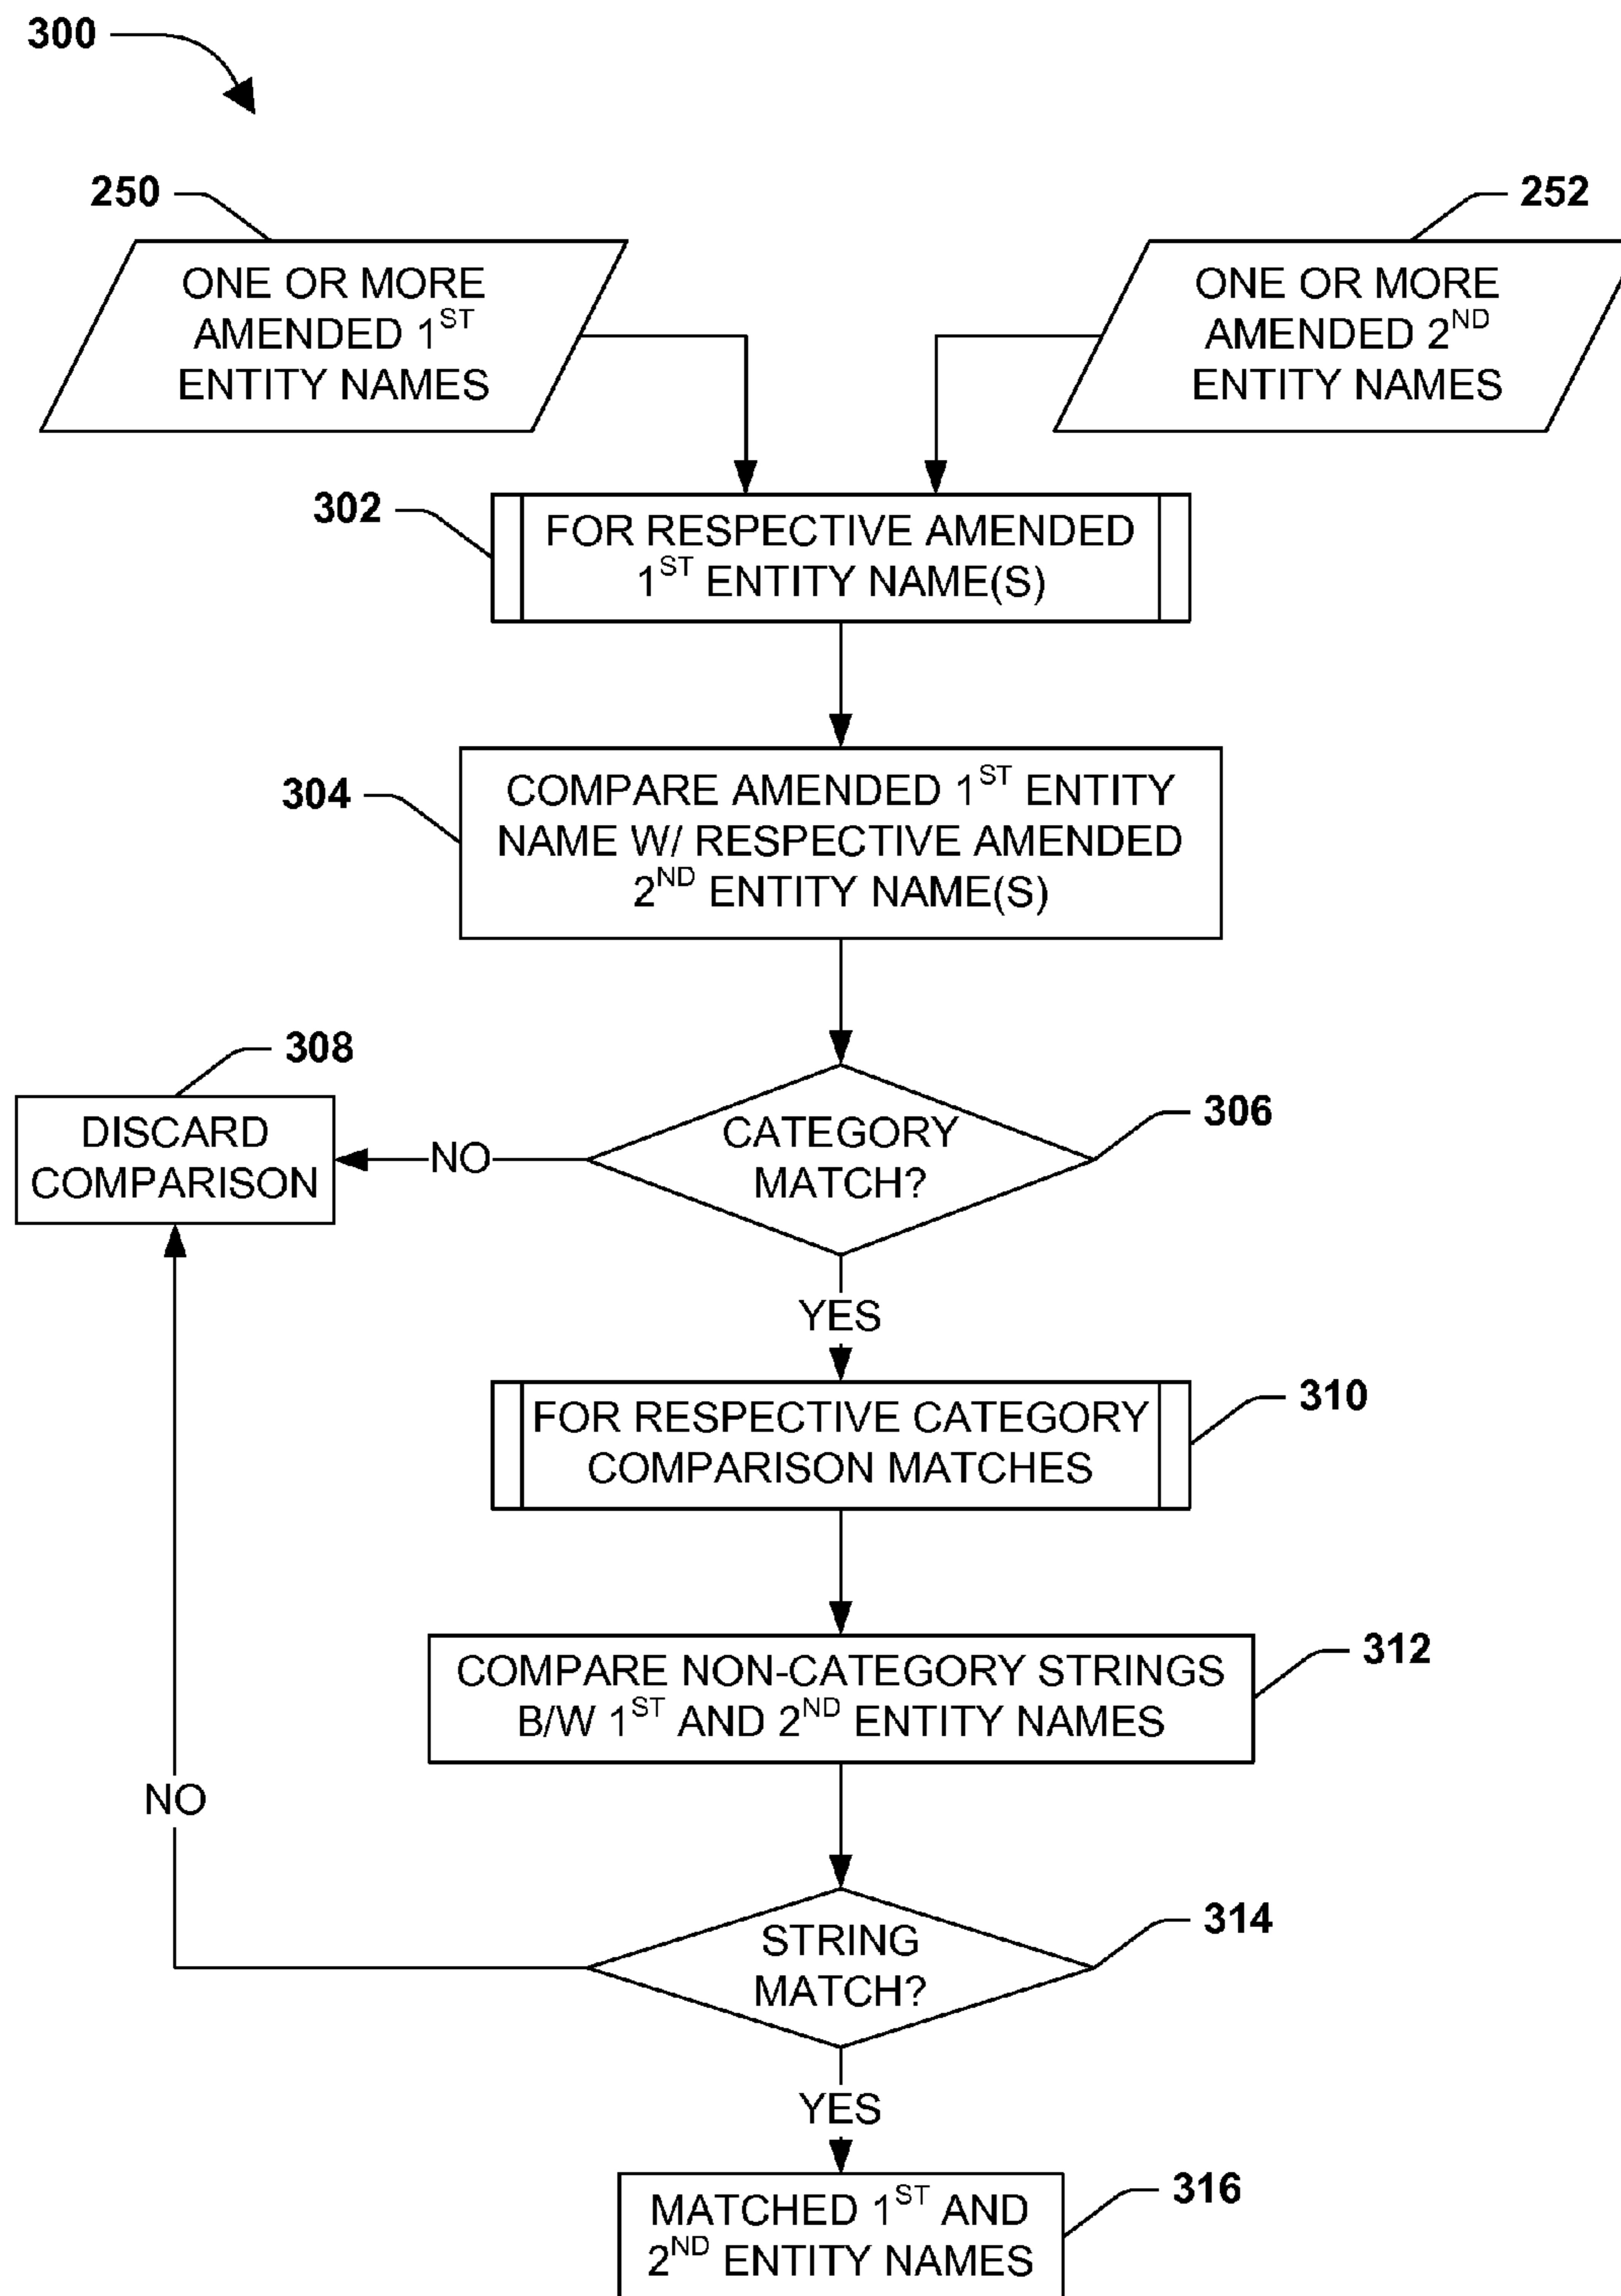 300
250
252
ONE OR MORE
AMENDED 1ST
ENTITY NAMES
ONE OR MORE
AMENDED 2ND
ENTITY NAMES
302
FOR RESPECTIVE AMENDED
1ST ENTITY NAME(S)
304
COMPARE AMENDED 1ST ENTITY
NAME W/ RESPECTIVE AMENDED
2ND ENTITY NAME(S)
308
DISCARD
COMPARISON
NO
306
CATEGORY
MATCH?
YES
310
FOR RESPECTIVE CATEGORY
COMPARISON MATCHES
312
COMPARE NON-CATEGORY STRINGS
B/W 1ST AND 2ND ENTITY NAMES
NO
314
STRING
MATCH?
YES
316
MATCHED 1ST AND
2ND ENTITY NAMES